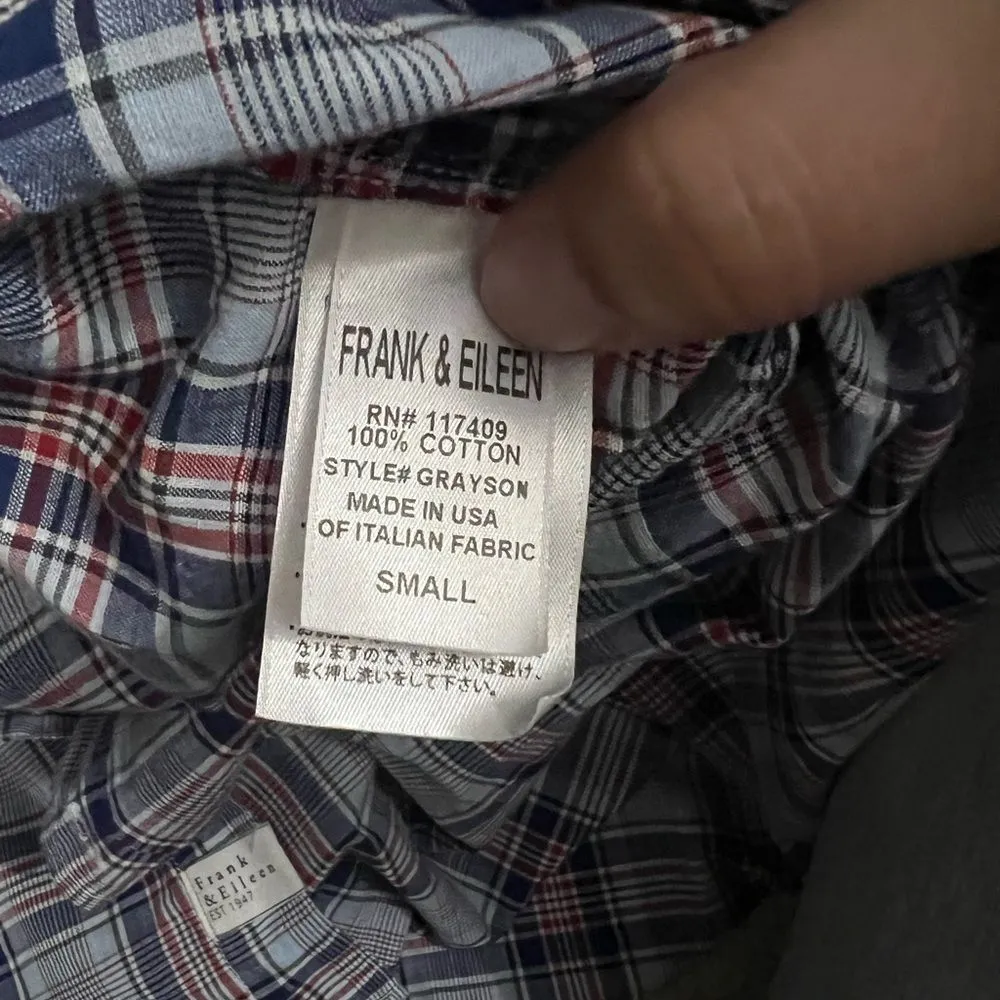 FRANK & EILEEN
RN# 117409
100% COTTON
STYLE# GRAYSON
MADE IN USA
OF ITALIAN FABRIC
SMALL
なりますので、もみ洗いは避け、
軽く押し洗いをして下さい。
Frank
& Eileen
EST 1947